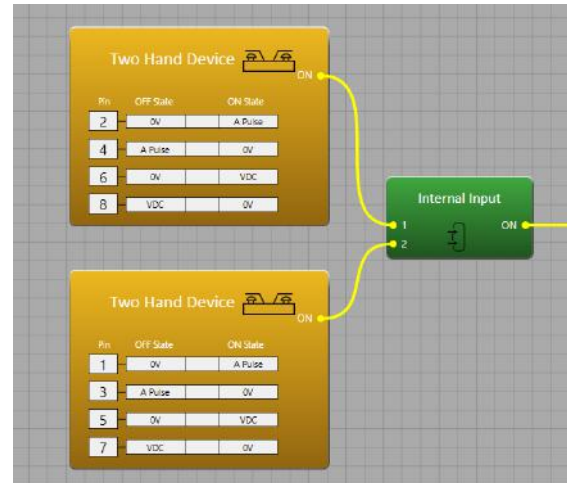 Two Hand Device
ON
Pin OFF State ON State
2 0V A Pulse
4 A Pulse 0V
6 0V VDC
8 VDC 0V
Internal Input
1 ON
2
Two Hand Device
ON
Pin OFF State ON State
1 0V A Pulse
3 A Pulse 0V
5 0V VDC
7 VDC 0V